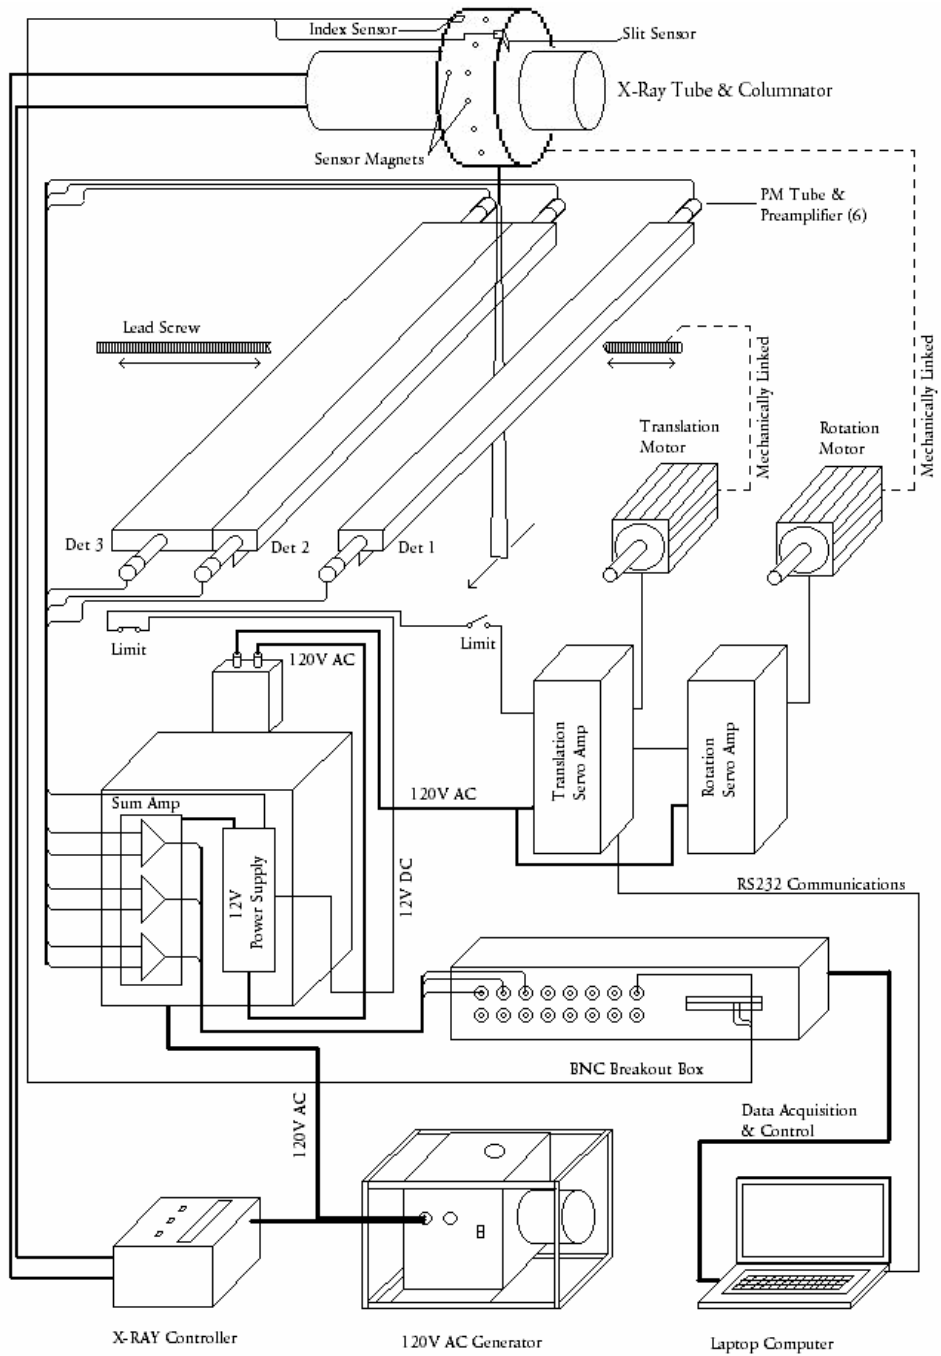 Index Sensor
Slit Sensor
X-Ray Tube & Columnator
Sensor Magnets
PM Tube &
Preamplifier (6)
Lead Screw
Mechanically Linked
Mechanically Linked
Translation
Motor
Rotation
Motor
Det 3
Det 2
Det 1
Limit
Limit
120V AC
Translation
Servo Amp
Rotation
Servo Amp
120V AC
Sum Amp
12V
Power Supply
12V DC
RS232 Communications
BNC Breakout Box
120V AC
Data Acquisition
& Control
X-RAY Controller
120V AC Generator
Laptop Computer